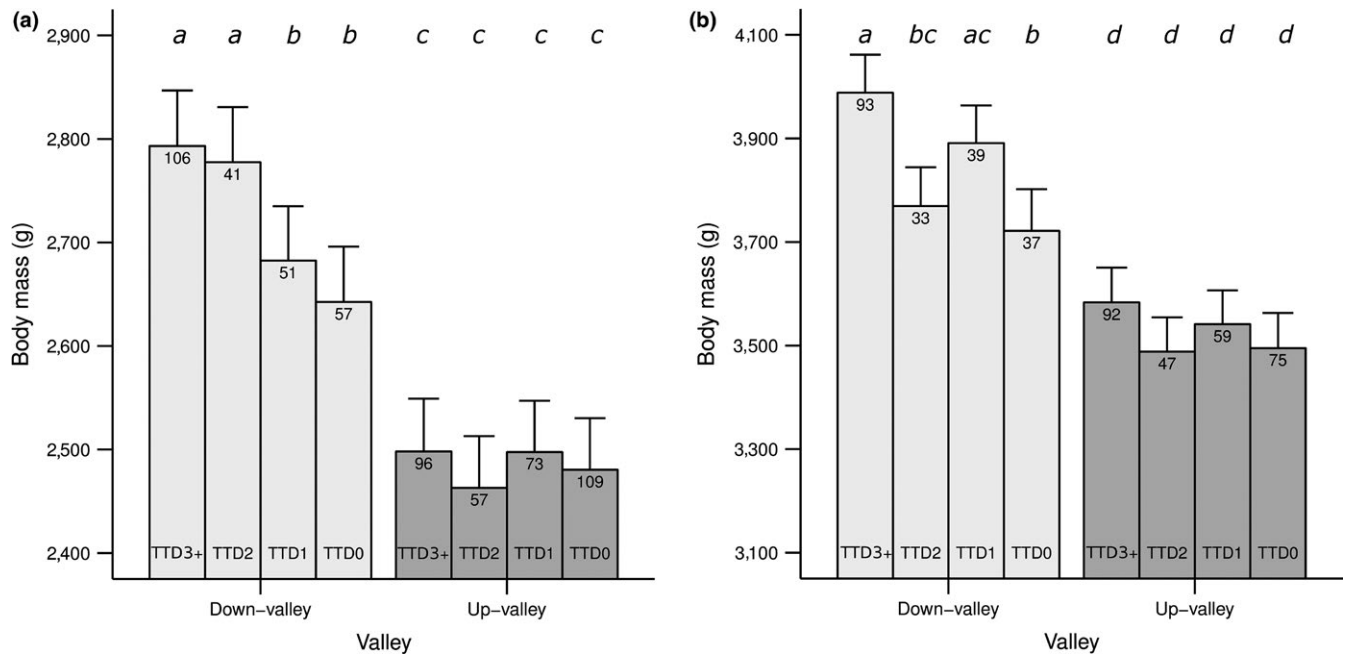 (a)
2,900
2,800
2,700
2,600
2,500
2,400
Body mass (g)
a a b b c c c c
106 41 51 57 96 57 73 109
TTD3+ TTD2 TTD1 TTD0 TTD3+ TTD2 TTD1 TTD0
Down−valley Up−valley
Valley
(b)
4,100
3,900
3,700
3,500
3,300
3,100
Body mass (g)
a bc ac b d d d d
93 33 39 37 92 47 59 75
TTD3+ TTD2 TTD1 TTD0 TTD3+ TTD2 TTD1 TTD0
Down−valley Up−valley
Valley